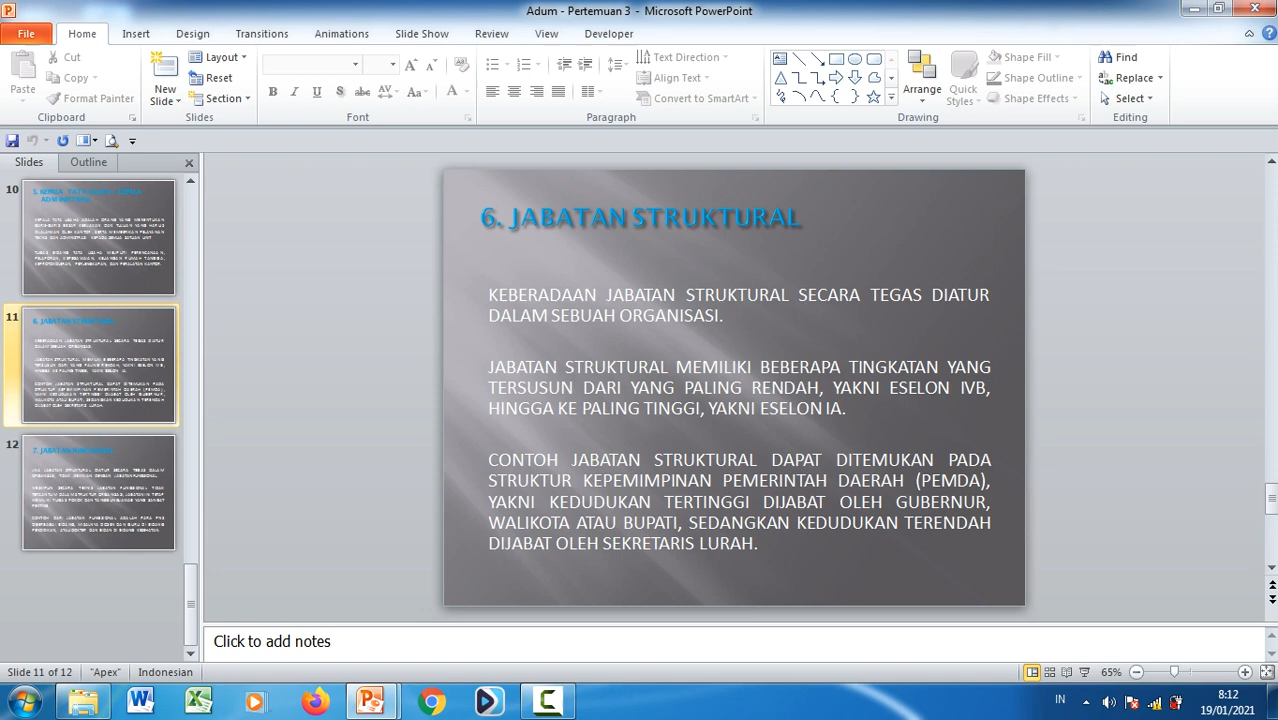 Adum - Pertemuan 3 - Microsoft PowerPoint
File Home Insert Design Transitions Animations Slide Show Review View Developer
Paste
Cut
Copy
Format Painter
Clipboard
New Slide
Layout
Reset
Section
Slides
B I U S abc AV Aa A
Font
Text Direction
Align Text
Convert to SmartArt
Paragraph
Arrange
Quick Styles
Shape Fill
Shape Outline
Shape Effects
Drawing
Find
Replace
Select
Editing
Slides Outline
10
11
6. JABATAN STRUKTURAL
12
6. JABATAN STRUKTURAL
KEBERADAAN JABATAN STRUKTURAL SECARA TEGAS DIATUR
DALAM SEBUAH ORGANISASI.
JABATAN STRUKTURAL MEMILIKI BEBERAPA TINGKATAN YANG
TERSUSUN DARI YANG PALING RENDAH, YAKNI ESELON IVB,
HINGGA KE PALING TINGGI, YAKNI ESELON IA.
CONTOH JABATAN STRUKTURAL DAPAT DITEMUKAN PADA
STRUKTUR KEPEMIMPINAN PEMERINTAH DAERAH (PEMDA),
YAKNI KEDUDUKAN TERTINGGI DIJABAT OLEH GUBERNUR,
WALIKOTA ATAU BUPATI, SEDANGKAN KEDUDUKAN TERENDAH
DIJABAT OLEH SEKRETARIS LURAH.
Click to add notes
Slide 11 of 12 "Apex" Indonesian 65%
IN 8:12
19/01/2021